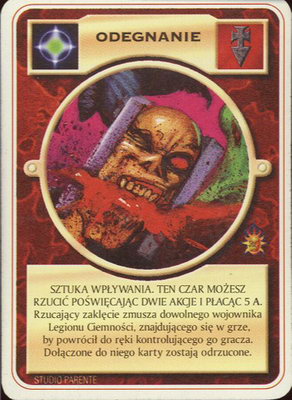 ODEGNANIE
SZTUKA WPŁYWANIA. TEN CZAR MOŻESZ
RZUCIĆ POŚWIĘCAJĄC DWIE AKCJE I PŁACĄC 5 A.
Rzucający zaklęcie zmusza dowolnego wojownika
Legionu Ciemności, znajdującego się w grze,
by powrócił do ręki kontrolującego go gracza.
Dołączone do niego karty zostają odrzucone.
STUDIO PARENTE